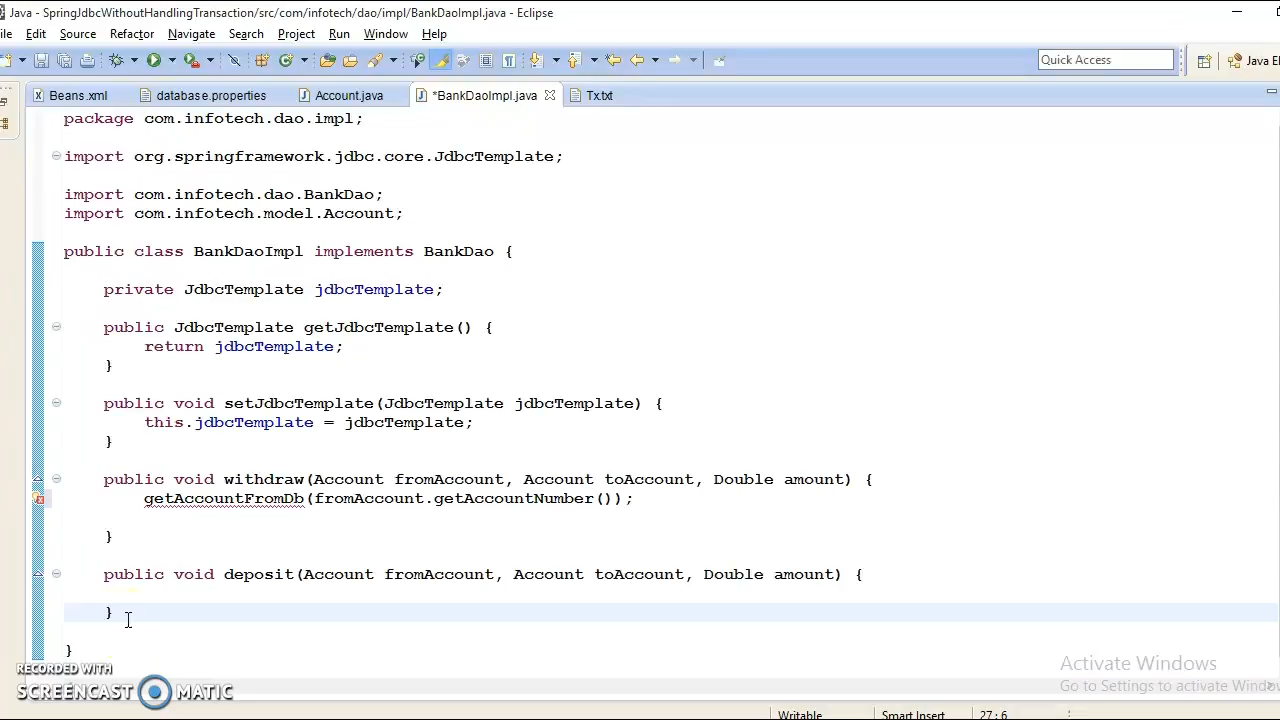 Java - SpringJdbcWithoutHandlingTransaction/src/com/infotech/dao/impl/BankDaoImpl.java - Eclipse
ile Edit Source Refactor Navigate Search Project Run Window Help
Quick Access
Java E
Beans.xml database.properties Account.java *BankDaoImpl.java Tx.txt
package com.infotech.dao.impl;
import org.springframework.jdbc.core.JdbcTemplate;
import com.infotech.dao.BankDao;
import com.infotech.model.Account;
public class BankDaoImpl implements BankDao {
private JdbcTemplate jdbcTemplate;
public JdbcTemplate getJdbcTemplate() {
return jdbcTemplate;
}
public void setJdbcTemplate(JdbcTemplate jdbcTemplate) {
this.jdbcTemplate = jdbcTemplate;
}
public void withdraw(Account fromAccount, Account toAccount, Double amount) {
getAccountFromDb(fromAccount.getAccountNumber());
}
public void deposit(Account fromAccount, Account toAccount, Double amount) {
}
}
RECORDED WITH
SCREENCAST MATIC
Activate Windows
Go to Settings to activate Windo
Writable Smart Insert 27:6